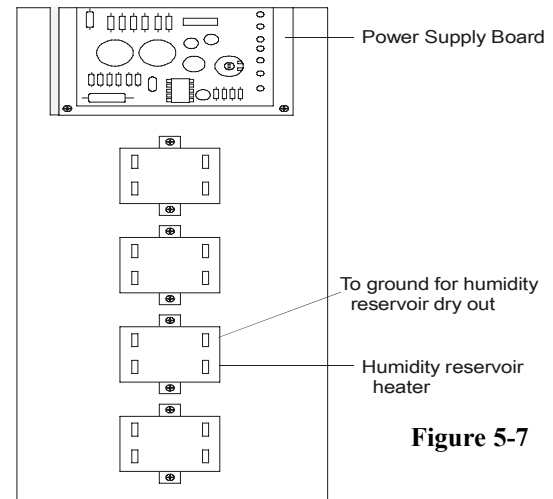 Power Supply Board
To ground for humidity
reservoir dry out
Humidity reservoir
heater
Figure 5-7